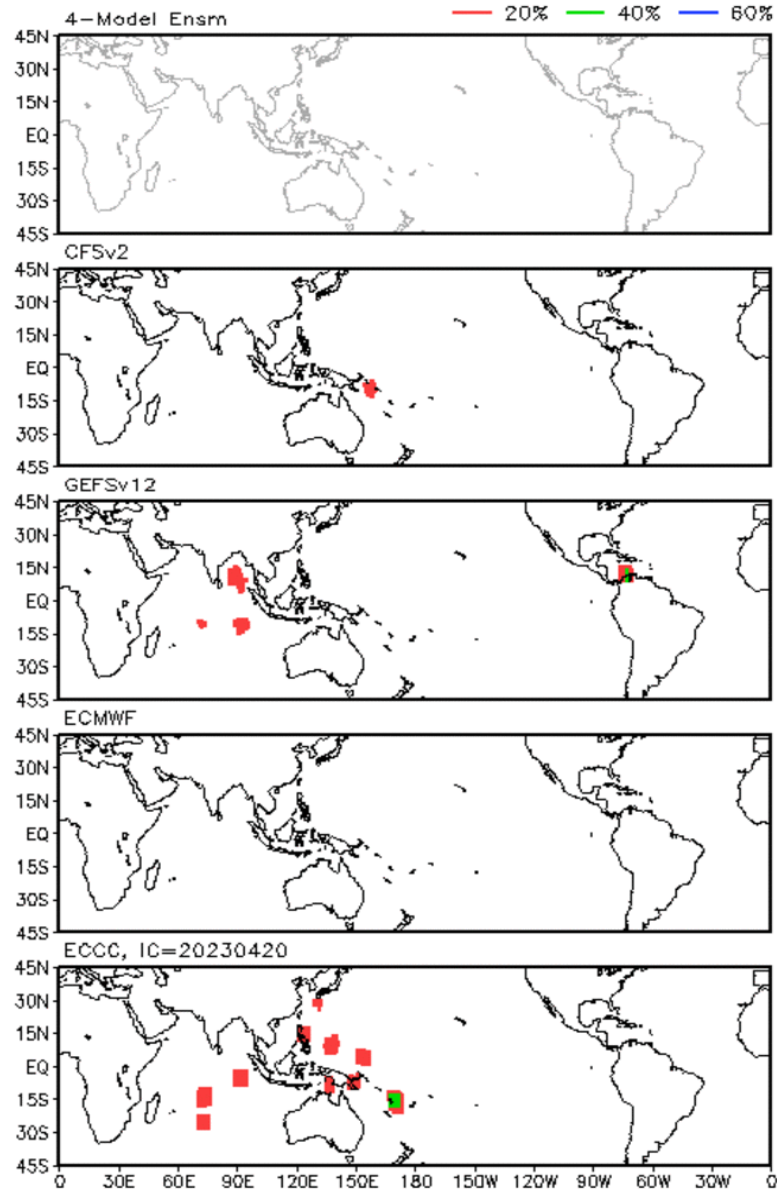 4-Model Ensm 20% 40% 60%
45N
30N
15N
EQ
15S
30S
45S
CFSv2
45N
30N
15N
EQ
15S
30S
45S
GEFSv12
45N
30N
15N
EQ
15S
30S
45S
ECMWF
45N
30N
15N
EQ
15S
30S
45S
ECCC, IC=20230420
45N
30N
15N
EQ
15S
30S
45S
0 30E 60E 90E 120E 150E 180 150W 120W 90W 60W 30W 0